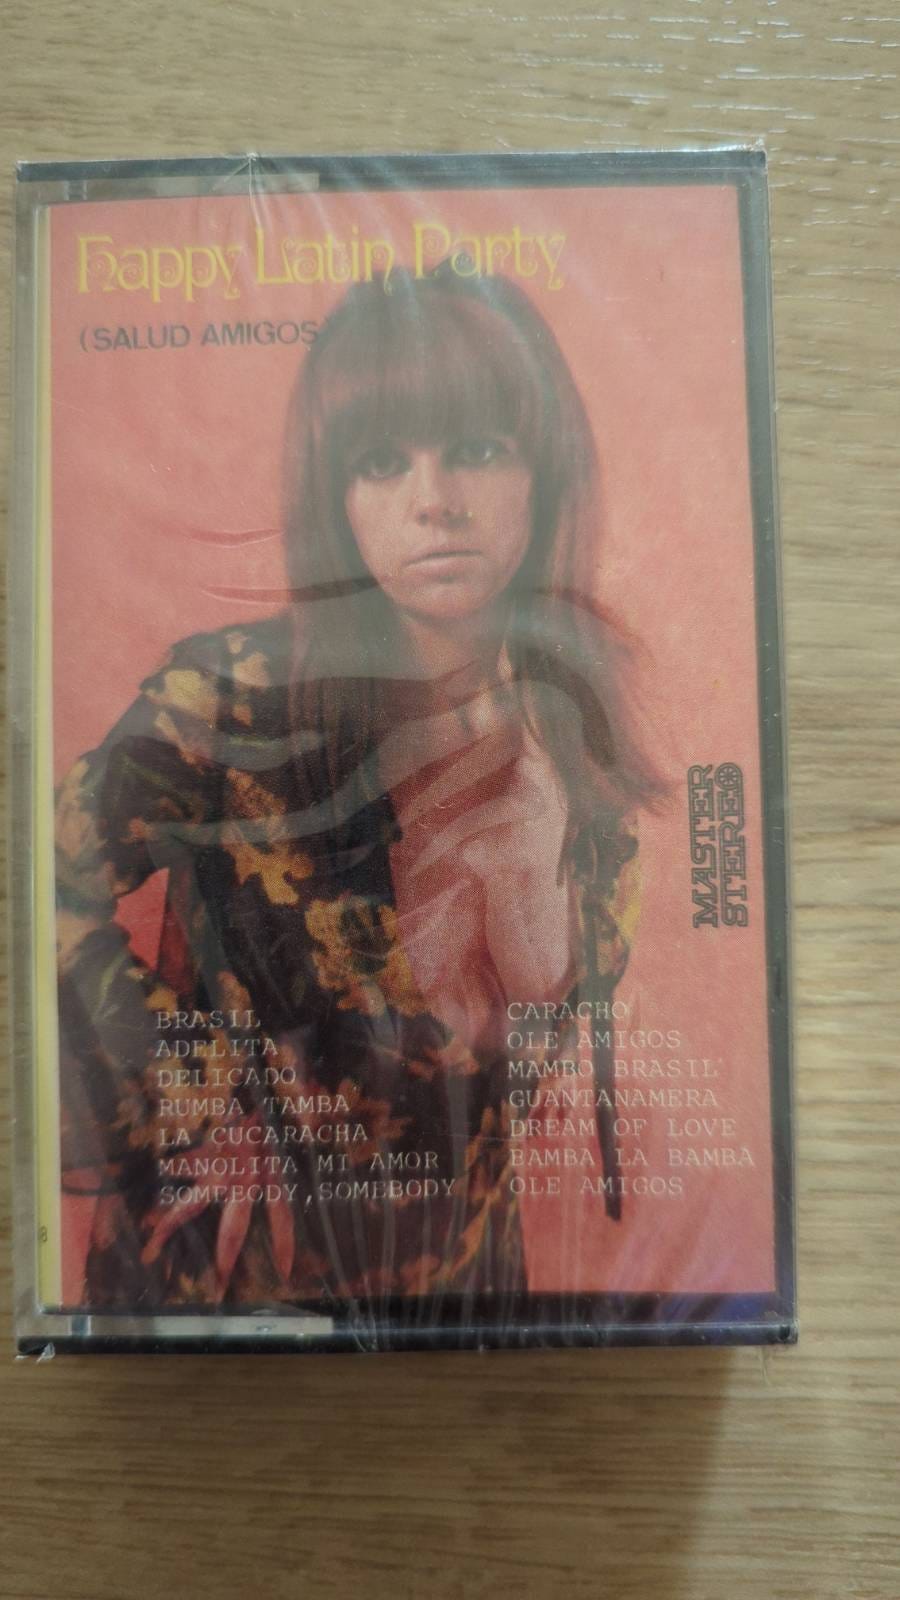 Happy Latin Party
(SALUD AMIGOS
BRASIL
ADELITA
DELICADO
RUMBA TAMBA
LA CUCARACHA
MANOLITA MI AMOR
SOMEBODY, SOMEBODY
CARACHO
OLE AMIGOS
MAMBO BRASIL
GUANTANAMERA
DREAM OF LOVE
BAMBA LA BAMBA
OLE AMIGOS
MASTER
STEREO
8